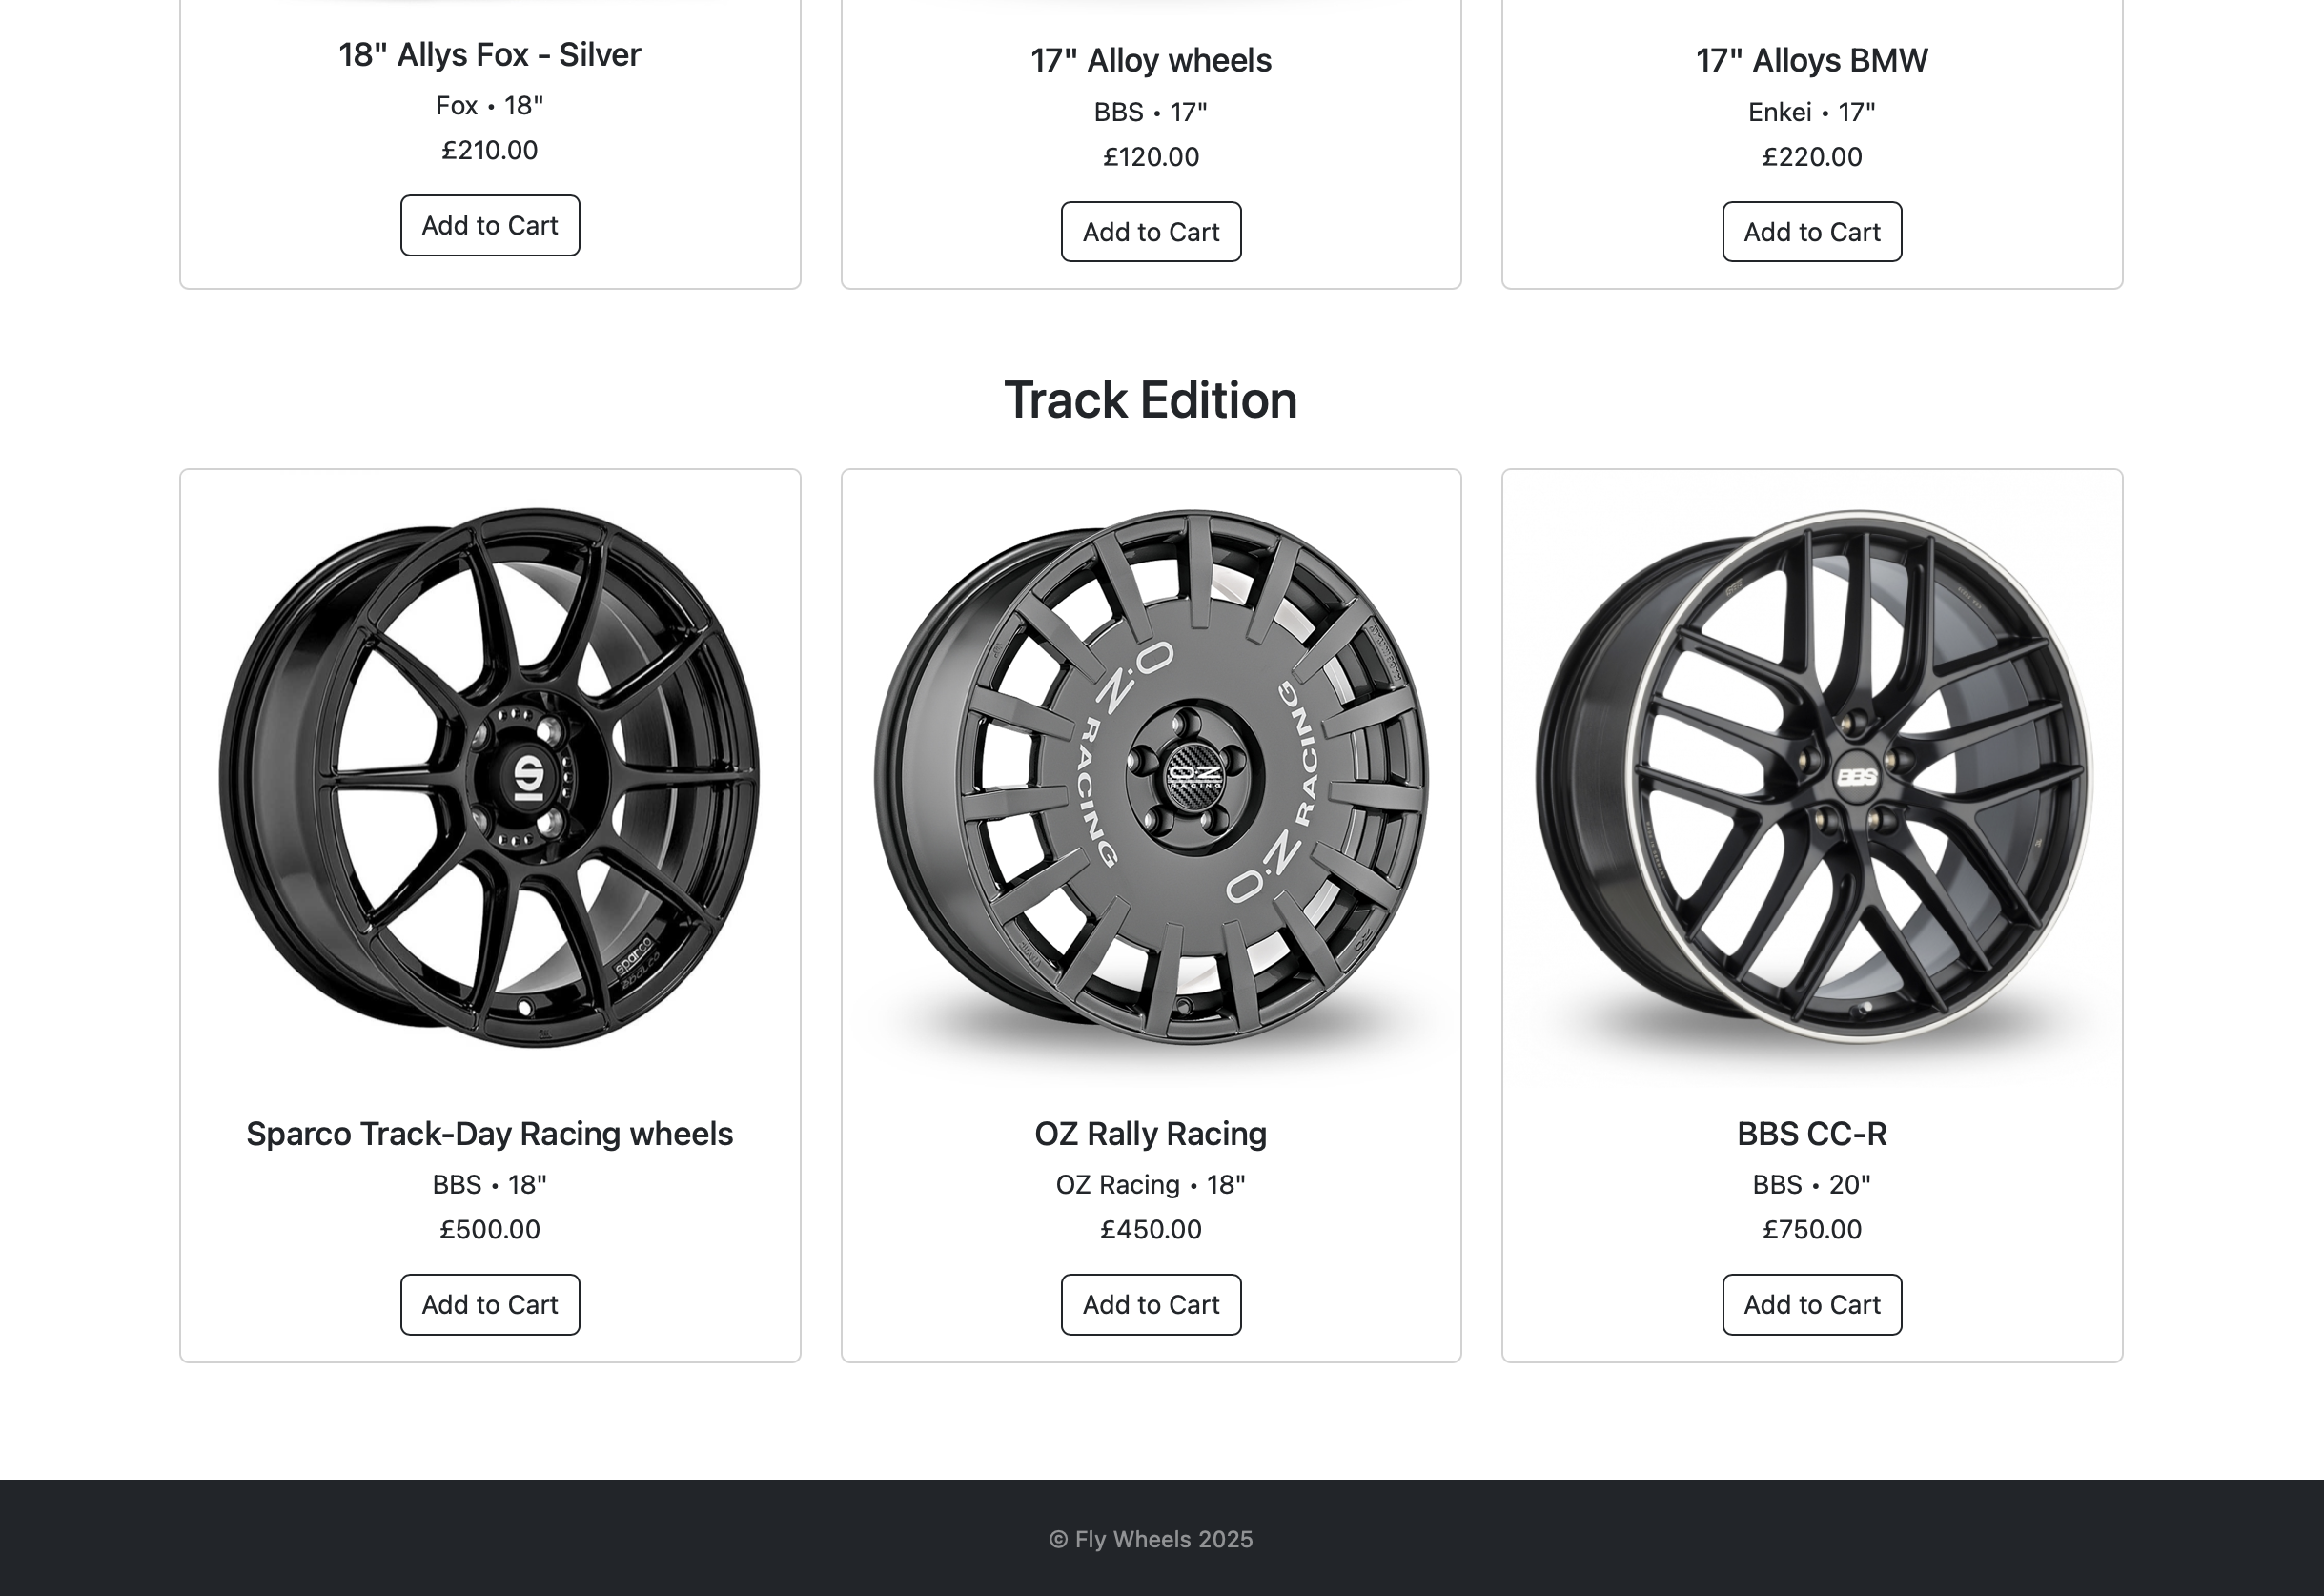 18" Allys Fox - Silver
Fox • 18"
£210.00
Add to Cart
17" Alloy wheels
BBS • 17"
£120.00
Add to Cart
17" Alloys BMW
Enkei • 17"
£220.00
Add to Cart
Track Edition
sparco
O.Z RACING
O.Z RACING
OZ
RACING
BBS
Sparco Track-Day Racing wheels
BBS • 18"
£500.00
Add to Cart
OZ Rally Racing
OZ Racing • 18"
£450.00
Add to Cart
BBS CC-R
BBS • 20"
£750.00
Add to Cart
© Fly Wheels 2025